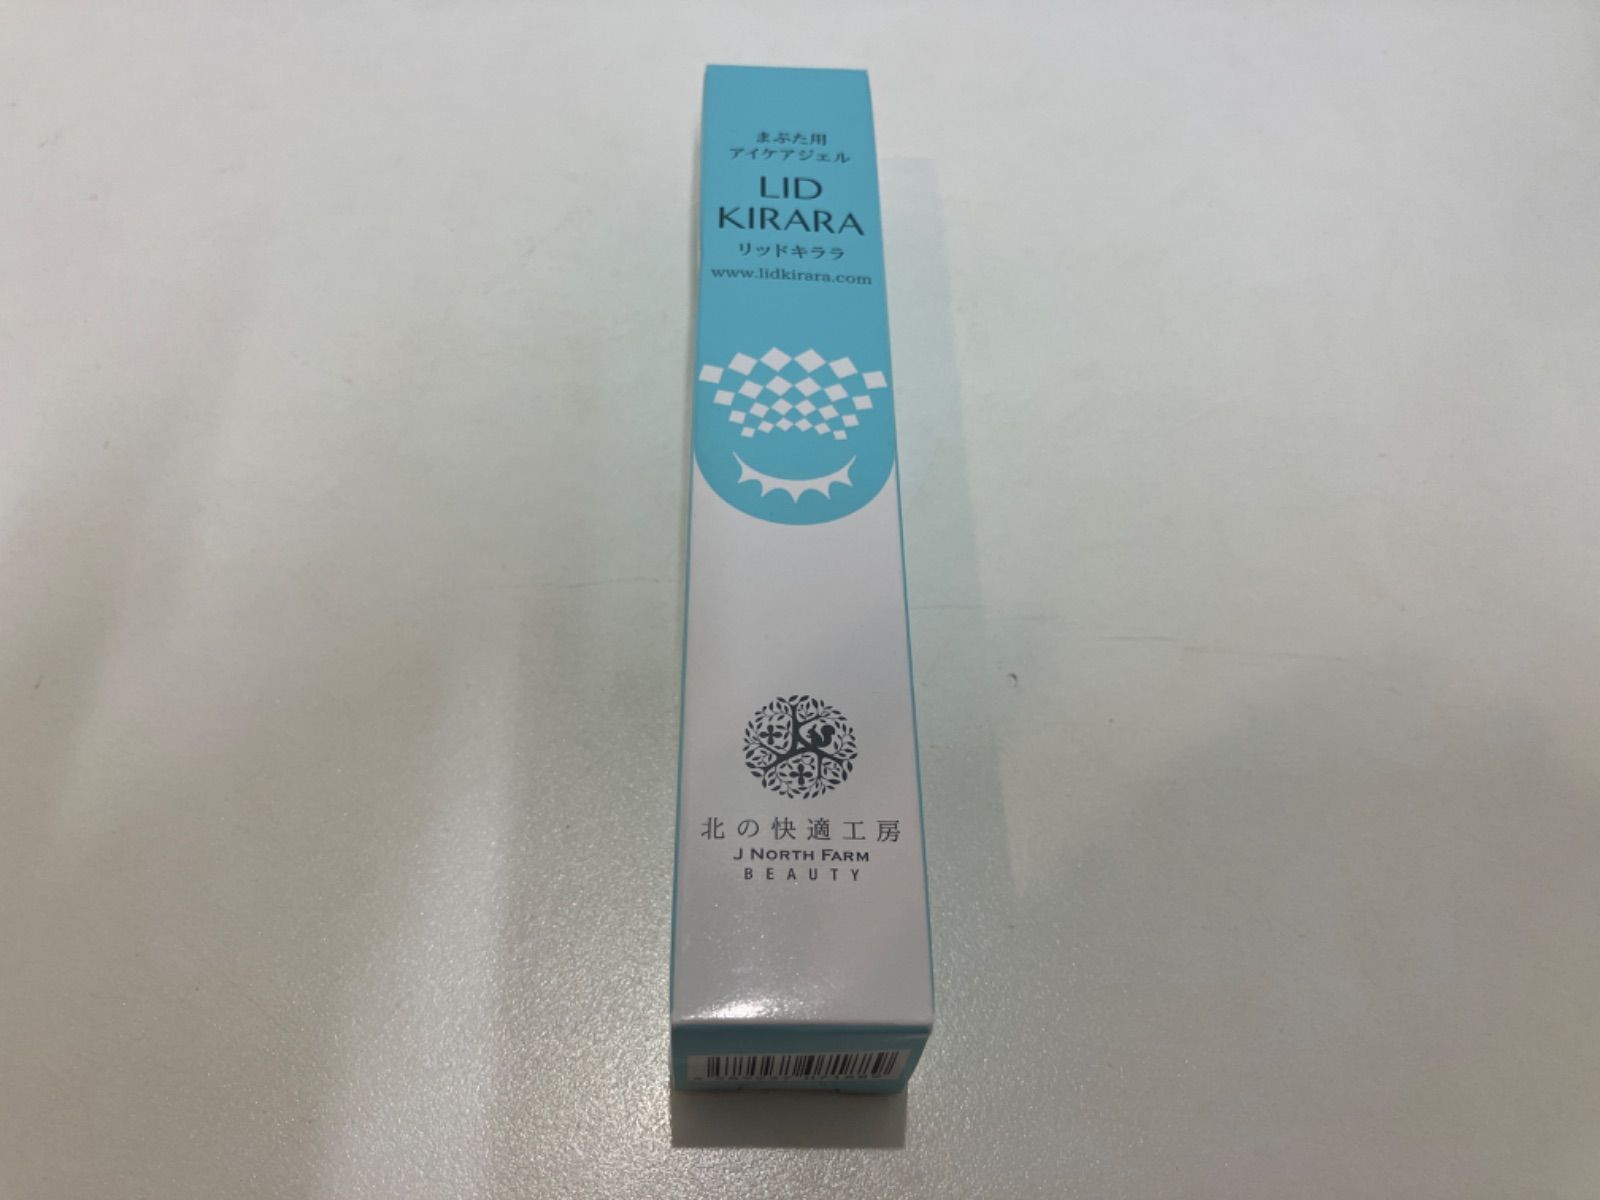 まぶた用
アイケアジェル
LID
KIRARA
リッドキララ
www.lidkirara.com
北の快適工房
J NORTH FARM
BEAUTY